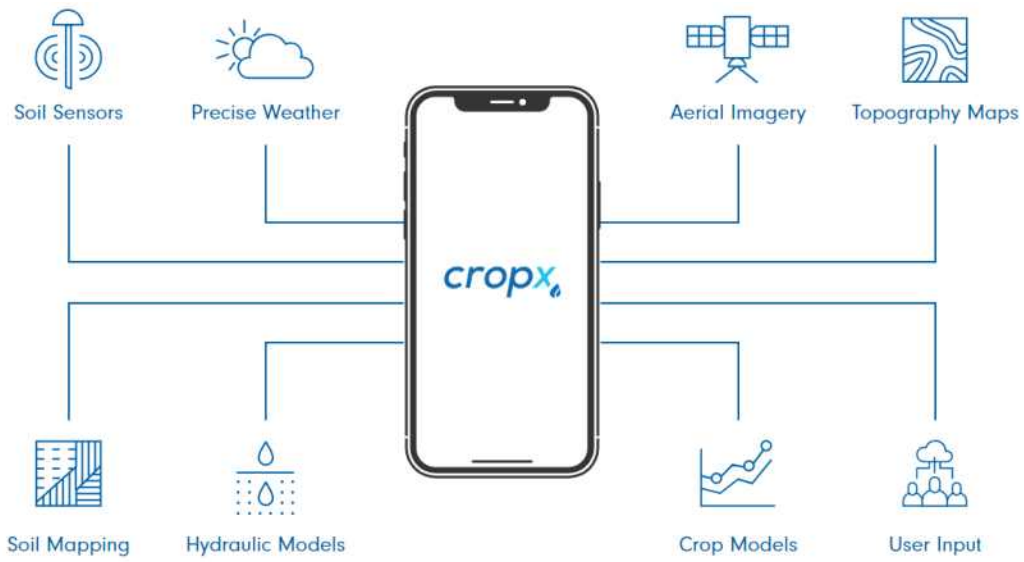 Soil Sensors
Precise Weather
Aerial Imagery
Topography Maps
cropx
Soil Mapping
Hydraulic Models
Crop Models
User Input